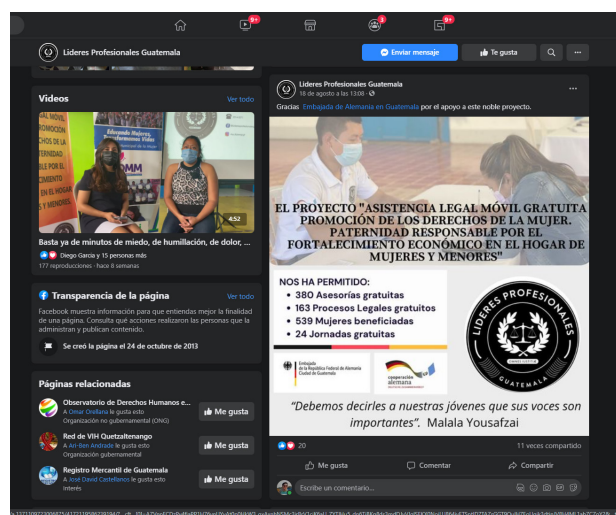 9+
3
9+
Lideres Profesionales Guatemala
Enviar mensaje
Te gusta
Videos
Ver todo
Educando Mujeres,
Transformamos Vidas
4:52
Basta ya de minutos de miedo, de humillación, de dolor, ...
Diego Garcia y 15 personas más
177 reproducciones · hace 8 semanas
Transparencia de la página
Ver todo
Facebook muestra información para que entiendas mejor la finalidad
de una página. Consulta qué acciones realizaron las personas que la
administran y publican contenido.
Se creó la página el 24 de octubre de 2013
Páginas relacionadas
Observatorio de Derechos Humanos e...
A Omar Orellana le gusta esto
Organización no gubernamental (ONG)
Me gusta
Red de VIH Quetzaltenango
A Ari-Ben Andrade le gusta esto
Organización gubernamental
Me gusta
Registro Mercantil de Guatemala
A José David Castellanos le gusta esto
Interés
Me gusta
Lideres Profesionales Guatemala
18 de agosto a las 13:08
Gracias Embajada de Alemania en Guatemala por el apoyo a este noble proyecto.
EL PROYECTO "ASISTENCIA LEGAL MÓVIL GRATUITA
PROMOCIÓN DE LOS DERECHOS DE LA MUJER.
PATERNIDAD RESPONSABLE POR EL
FORTALECIMIENTO ECONÓMICO EN EL HOGAR DE
MUJERES Y MENORES"
NOS HA PERMITIDO:
• 380 Asesorías gratuitas
• 163 Procesos Legales gratuitos
• 539 Mujeres beneficiadas
• 24 Jornadas gratuitas
Embajada
de la República Federal de Alemania
Ciudad de Guatemala
cooperación
alemana
LIDERES PROFESIONALES
GUATEMALA
“Debemos decirles a nuestras jóvenes que sus voces son
importantes”. Malala Yousafzai
20
11 veces compartido
Me gusta
Comentar
Compartir
Escribe un comentario...